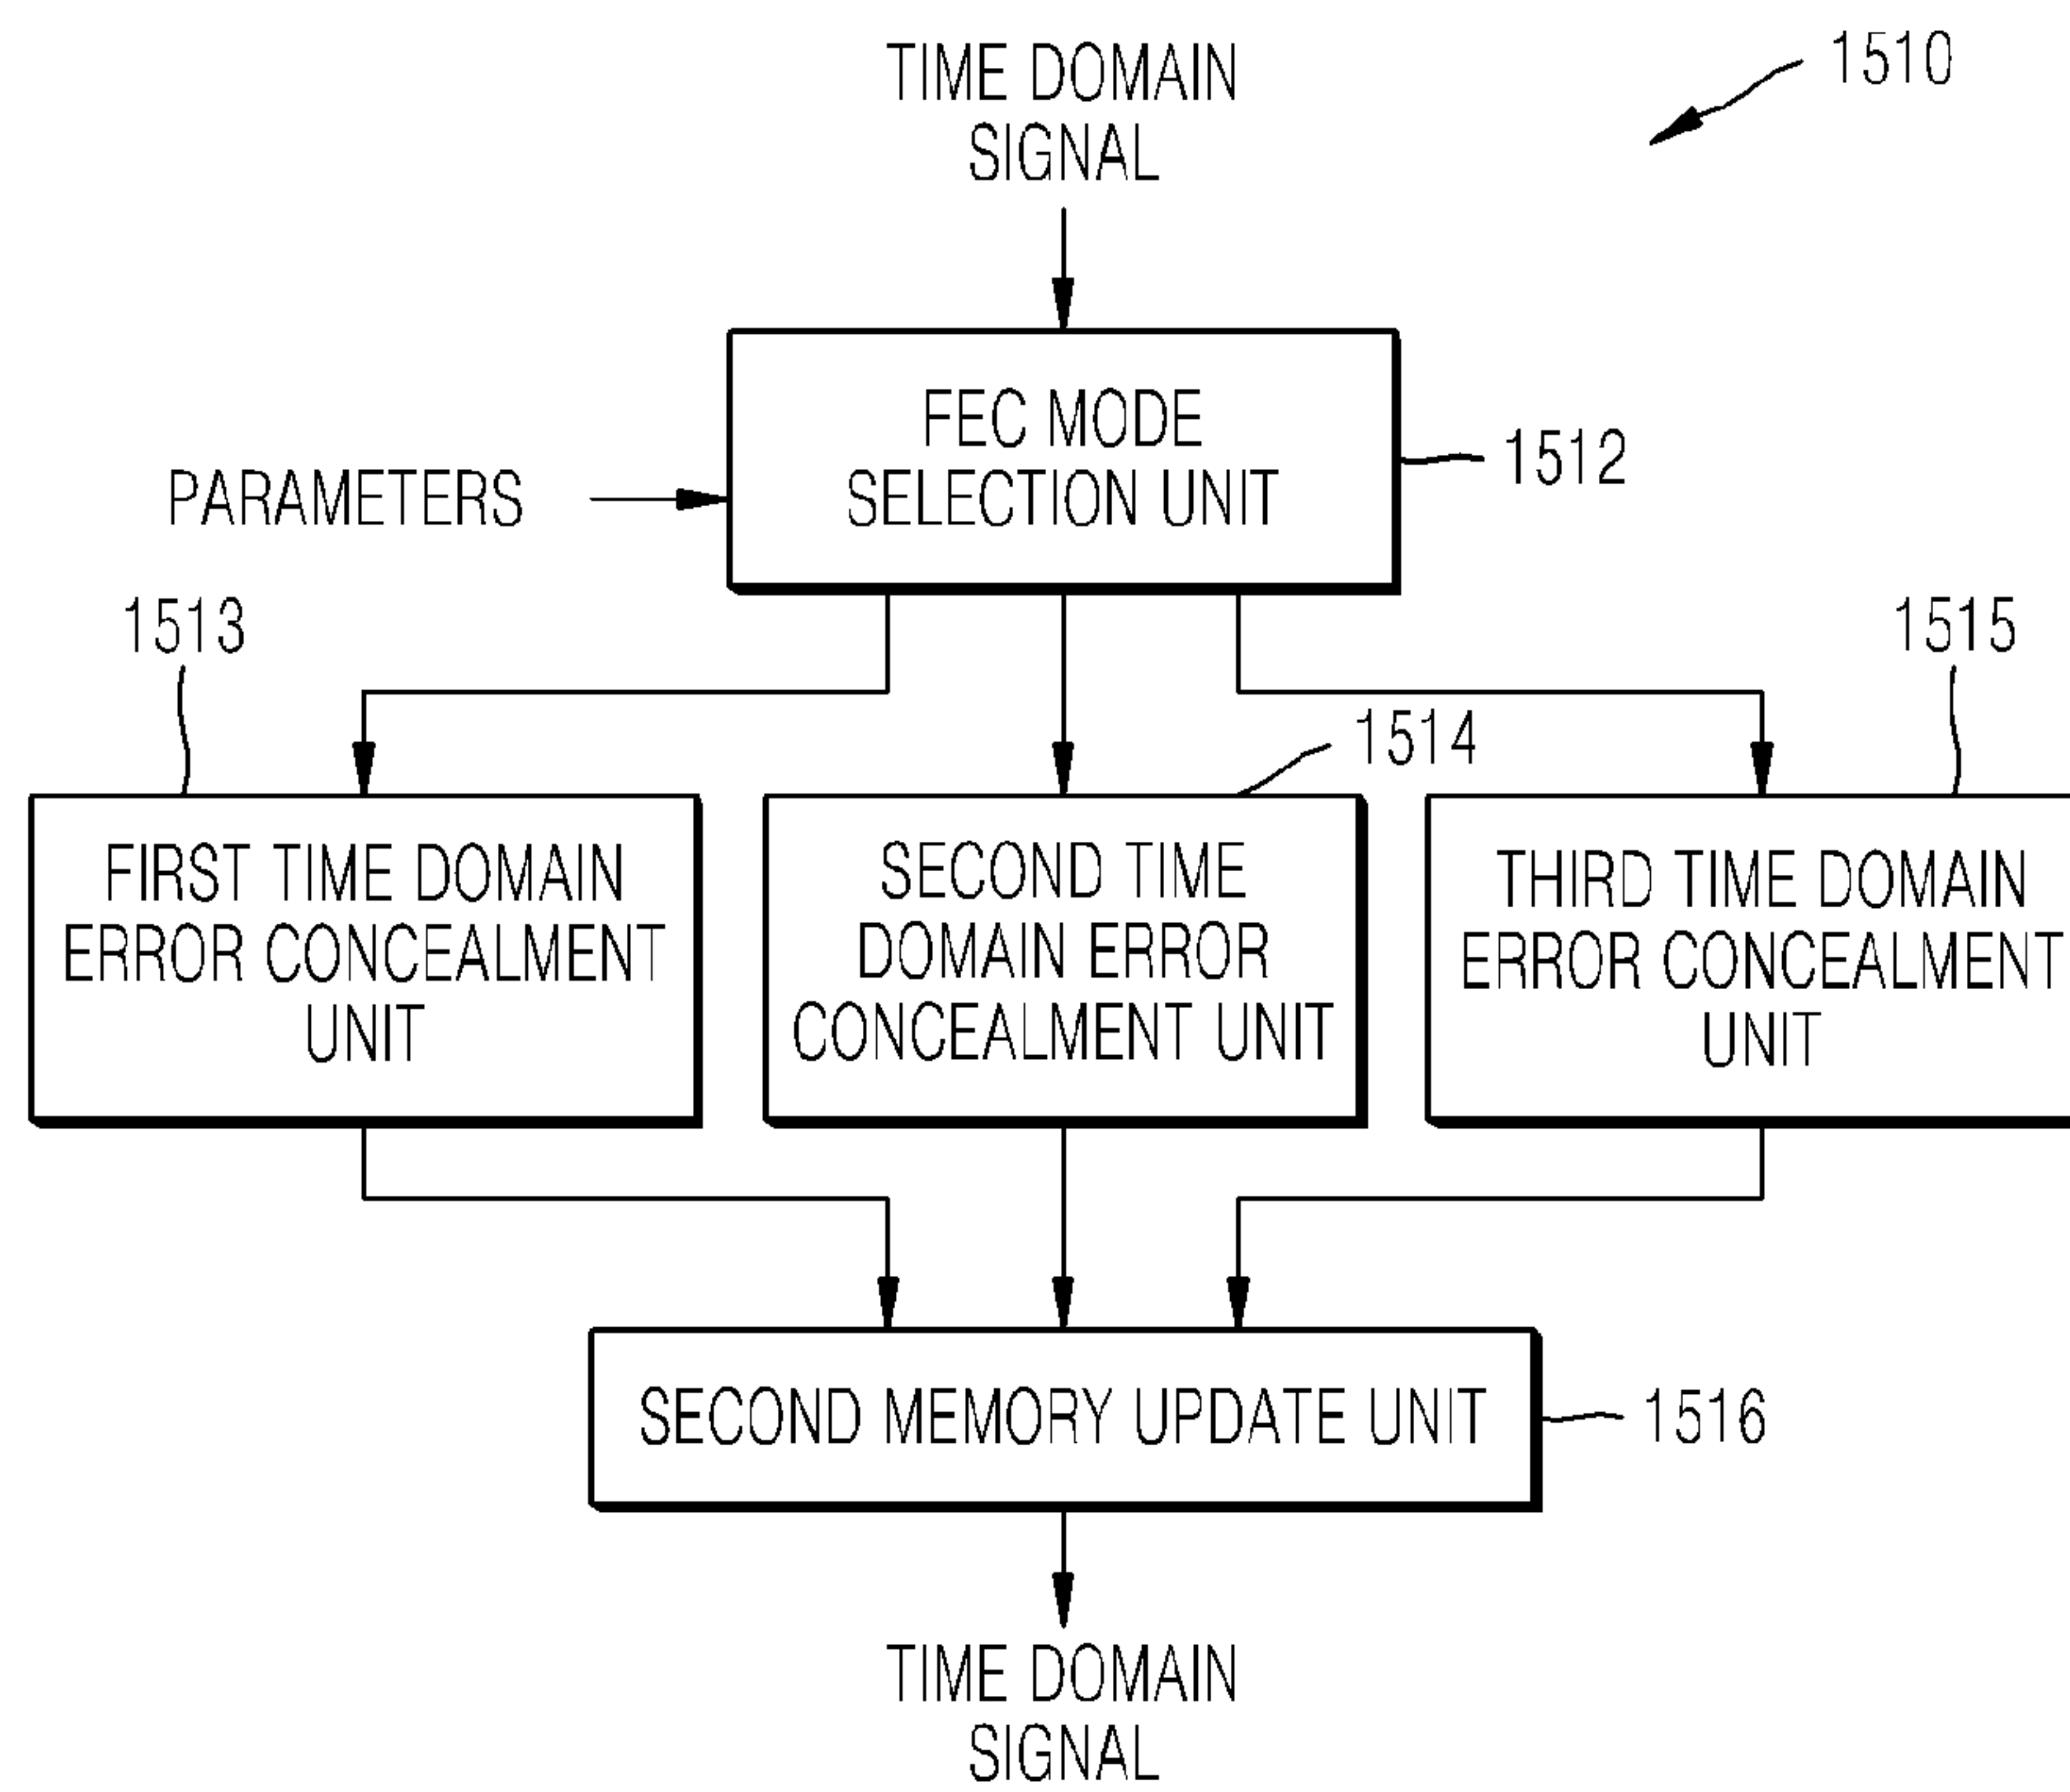 TIME DOMAIN
SIGNAL
1510
FEC MODE
SELECTION UNIT
1512
PARAMETERS
1513
1515
1514
FIRST TIME DOMAIN
ERROR CONCEALMENT
UNIT
SECOND TIME
DOMAIN ERROR
CONCEALMENT UNIT
THIRD TIME DOMAIN
ERROR CONCEALMENT
UNIT
SECOND MEMORY UPDATE UNIT
1516
TIME DOMAIN
SIGNAL